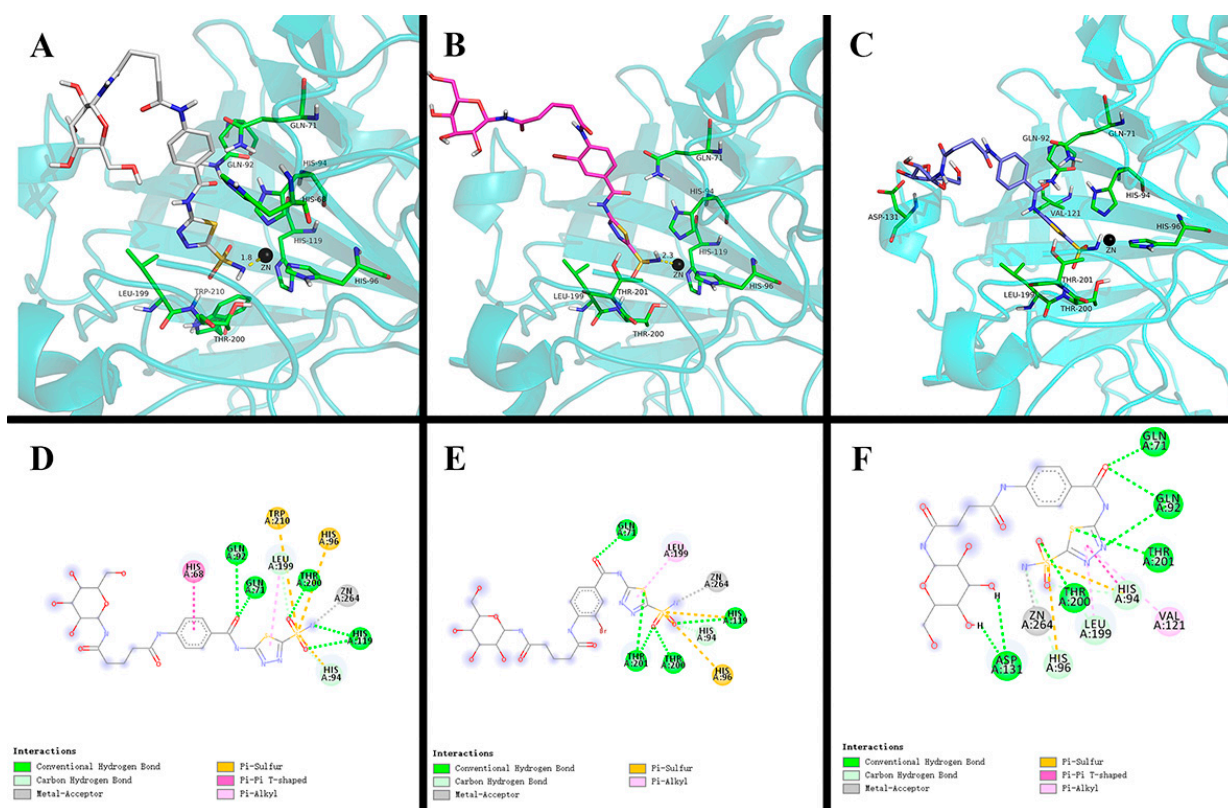 A
GLN-71
GLN-92
HIS-94
HIS-68
HIS-119
1.8
ZN
HIS-96
LEU-199
TRP-210
THR-200
B
GLN-71
HIS-94
HIS-119
2.3
ZN
HIS-96
THR-201
LEU-199
THR-200
C
GLN-71
GLN-92
HIS-94
ASP-131
VAL-121
HIS-96
ZN
THR-201
LEU-199
THR-200
D
TRP
A:210
HIS
A:96
GLN
A:92
LEU
A:199
THR
A:200
HIS
A:68
GLN
A:71
ZN
A:264
HIS
A:119
HIS
A:94
Interactions
Conventional Hydrogen Bond
Carbon Hydrogen Bond
Metal-Acceptor
Pi-Sulfur
Pi-Pi T-shaped
Pi-Alkyl
E
GLN
A:71
LEU
A:199
ZN
A:264
HIS
A:119
HIS
A:94
Br
THR
A:201
THR
A:200
HIS
A:96
Interactions
Conventional Hydrogen Bond
Carbon Hydrogen Bond
Metal-Acceptor
Pi-Sulfur
Pi-Alkyl
F
GLN
A:71
GLN
A:92
THR
A:201
H
THR
A:200
HIS
A:94
ZN
A:264
LEU
A:199
VAL
A:121
H
ASP
A:131
HIS
A:96
Interactions
Conventional Hydrogen Bond
Carbon Hydrogen Bond
Metal-Acceptor
Pi-Sulfur
Pi-Pi T-shaped
Pi-Alkyl